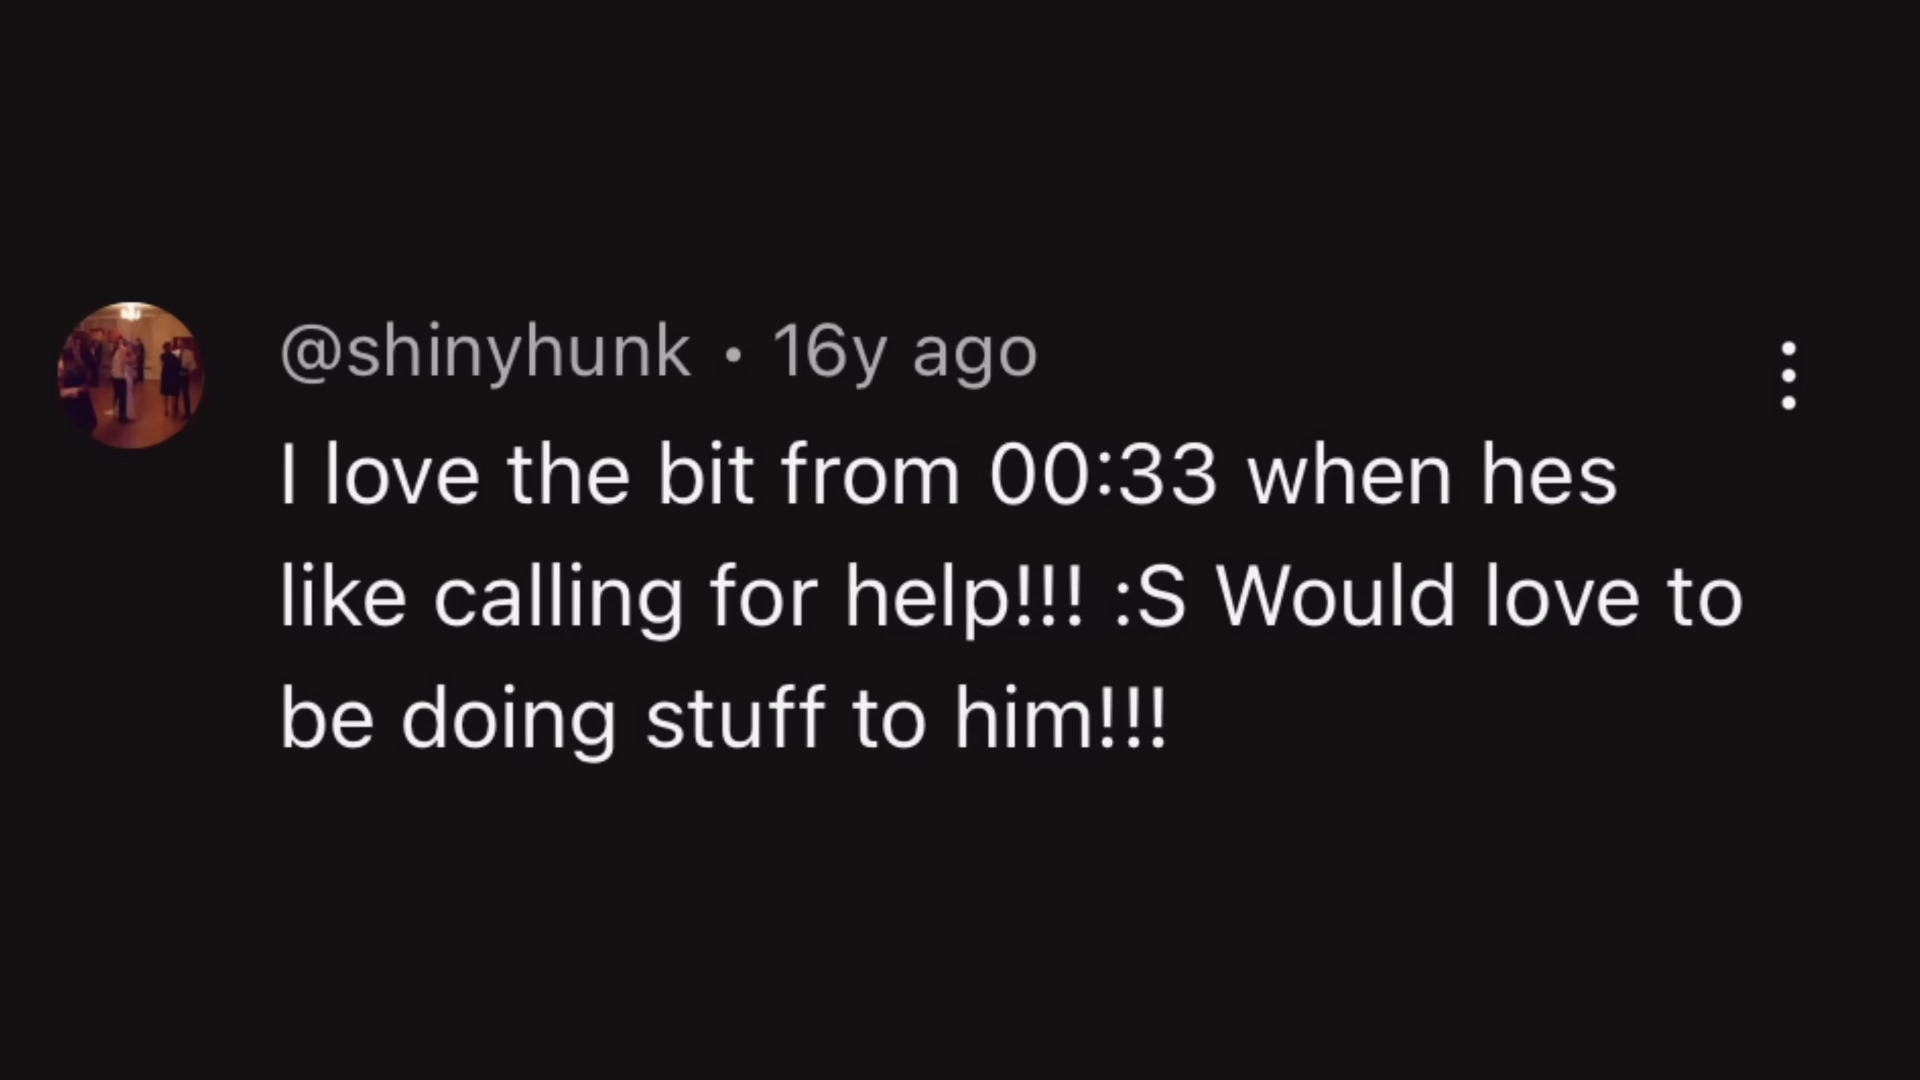 @shinyhunk • 16y ago
I love the bit from 00:33 when hes
like calling for help!!! :S Would love to
be doing stuff to him!!!